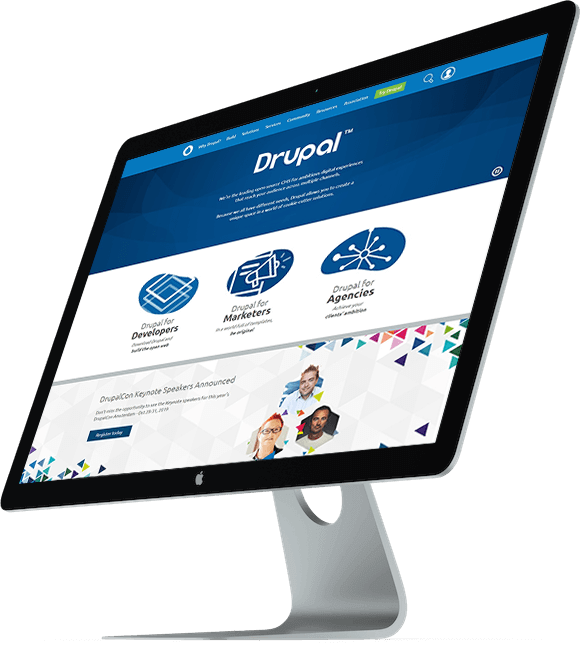 Why Drupal? Build Solutions Services Community Resources Association Try Drupal
Drupal™
We're the leading open-source CMS for ambitious digital experiences
that reach your audience across multiple channels.
Because we all have different needs, Drupal allows you to create a
unique space in a world of cookie-cutter solutions.
Drupal for
Developers
Download Drupal and
build the open web
Drupal for
Marketers
In a world full of templates,
be original
Drupal for
Agencies
Achieve your
clients' ambition
DrupalCon Keynote Speakers Announced
Don't miss the opportunity to see the Keynote speakers for this year's
DrupalCon Amsterdam - Oct 28-31, 2019
Register today